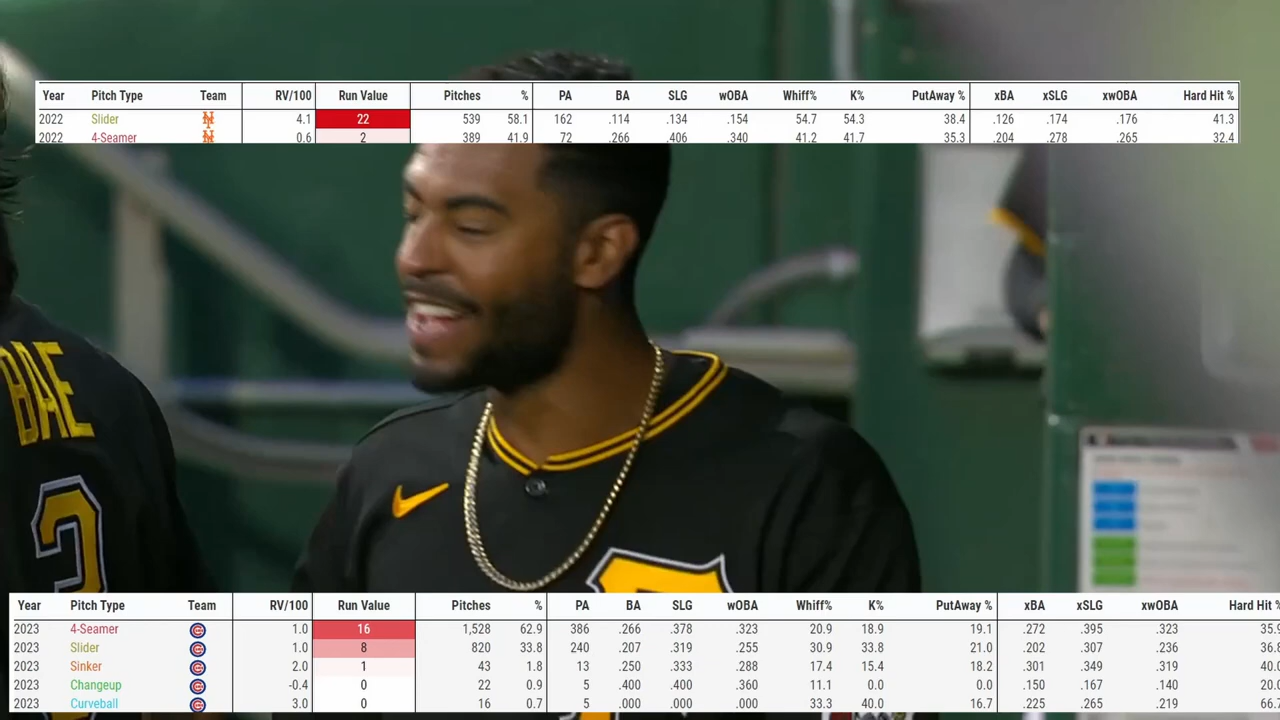 Year Pitch Type Team RV/100 Run Value Pitches % PA BA SLG wOBA Whiff% K% PutAway % xBA xSLG xwOBA Hard Hit %
2022 Slider 4.1 22 539 58.1 162 .114 .134 .154 54.7 54.3 38.4 .126 .174 .176 41.3
2022 4-Seamer 0.6 2 389 41.9 72 .266 .406 .340 41.2 41.7 35.3 .204 .278 .265 32.4
BAE
Year Pitch Type Team RV/100 Run Value Pitches % PA BA SLG wOBA Whiff% K% PutAway % xBA xSLG xwOBA Hard Hit %
2023 4-Seamer 1.0 16 1,528 62.9 386 .266 .378 .323 20.9 18.9 19.1 .272 .395 .323 35.9
2023 Slider 1.0 8 820 33.8 240 .207 .319 .255 30.9 33.8 21.0 .202 .307 .236 36.8
2023 Sinker 2.0 1 43 1.8 13 .250 .333 .288 17.4 15.4 18.2 .301 .349 .319 40.0
2023 Changeup -0.4 0 22 0.9 5 .400 .400 .360 11.1 0.0 0.0 .150 .167 .140 20.0
2023 Curveball 3.0 0 16 0.7 5 .000 .000 .000 33.3 40.0 16.7 .225 .265 .219 66.7